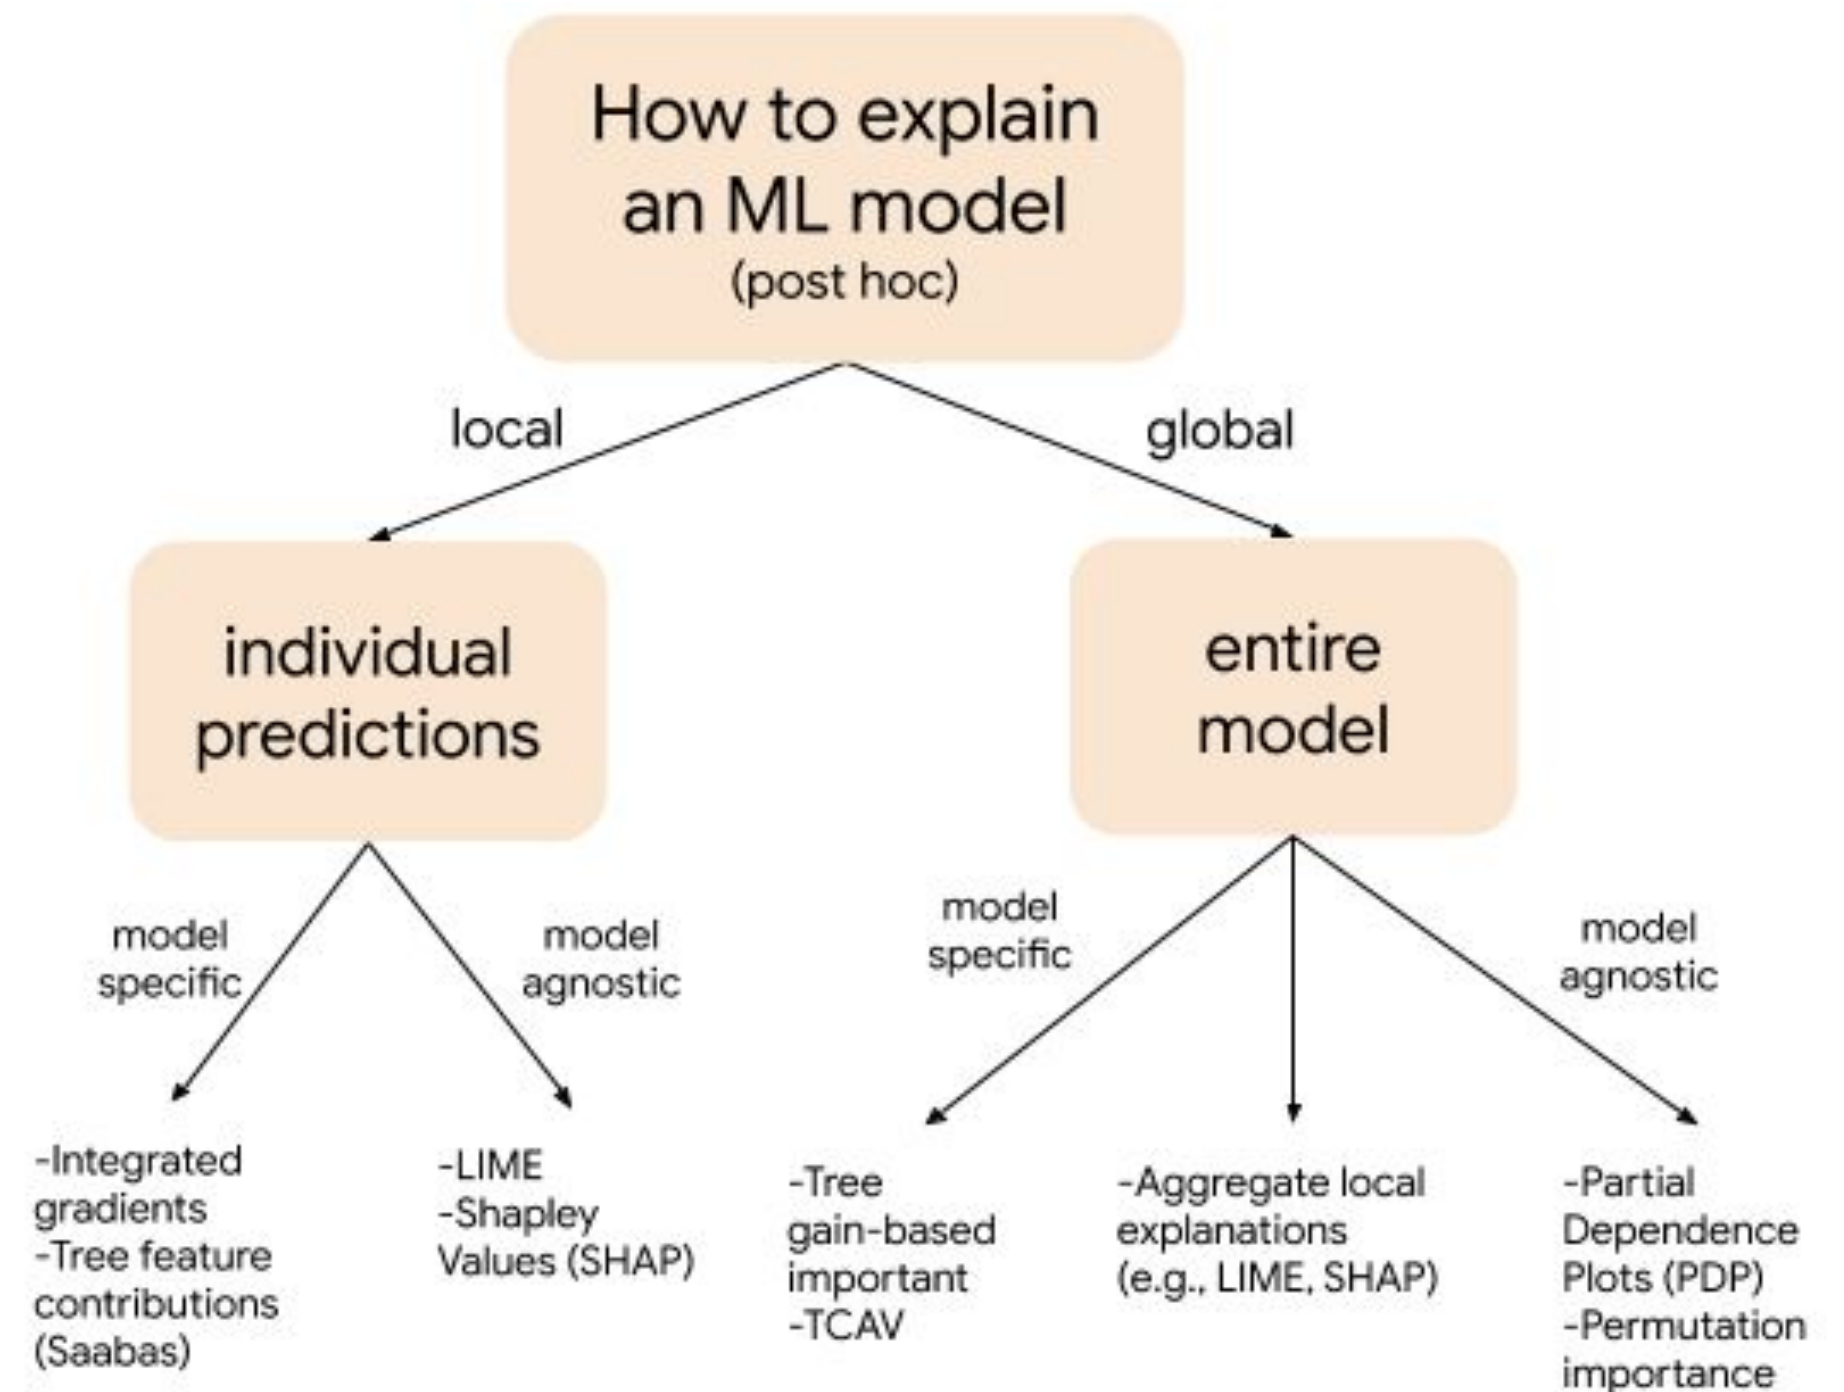 How to explain
an ML model
(post hoc)
local
global
individual
predictions
entire
model
model
specific
model
agnostic
model
specific
model
agnostic
-Integrated
gradients
-Tree feature
contributions
(Saabas)
-LIME
-Shapley
Values (SHAP)
-Tree
gain-based
important
-TCAV
-Aggregate local
explanations
(e.g., LIME, SHAP)
-Partial
Dependence
Plots (PDP)
-Permutation
importance